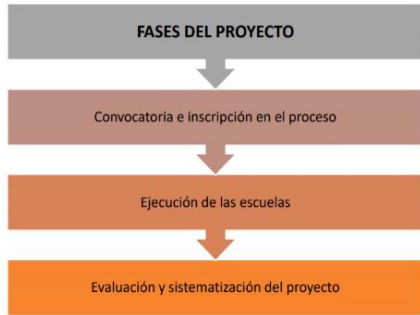 FASES DEL PROYECTO
Convocatoria e inscripción en el proceso
Ejecución de las escuelas
Evaluación y sistematización del proyecto